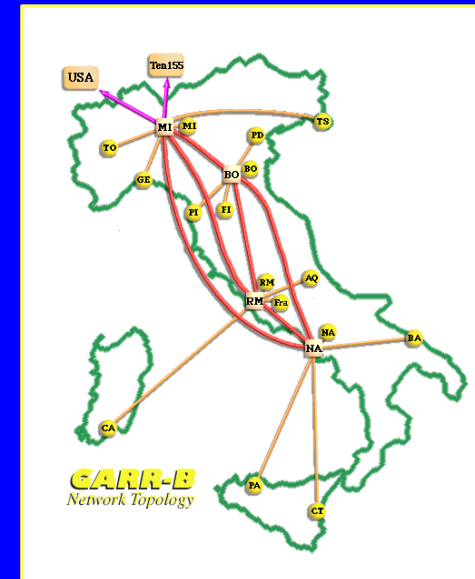 Ten155
USA
MI
MI
TS
TO
PD
BO
BO
GE
PI
FI
RM
AQ
RM
Fra
NA
BA
NA
CA
GARR-B
Network Topology
PA
CT